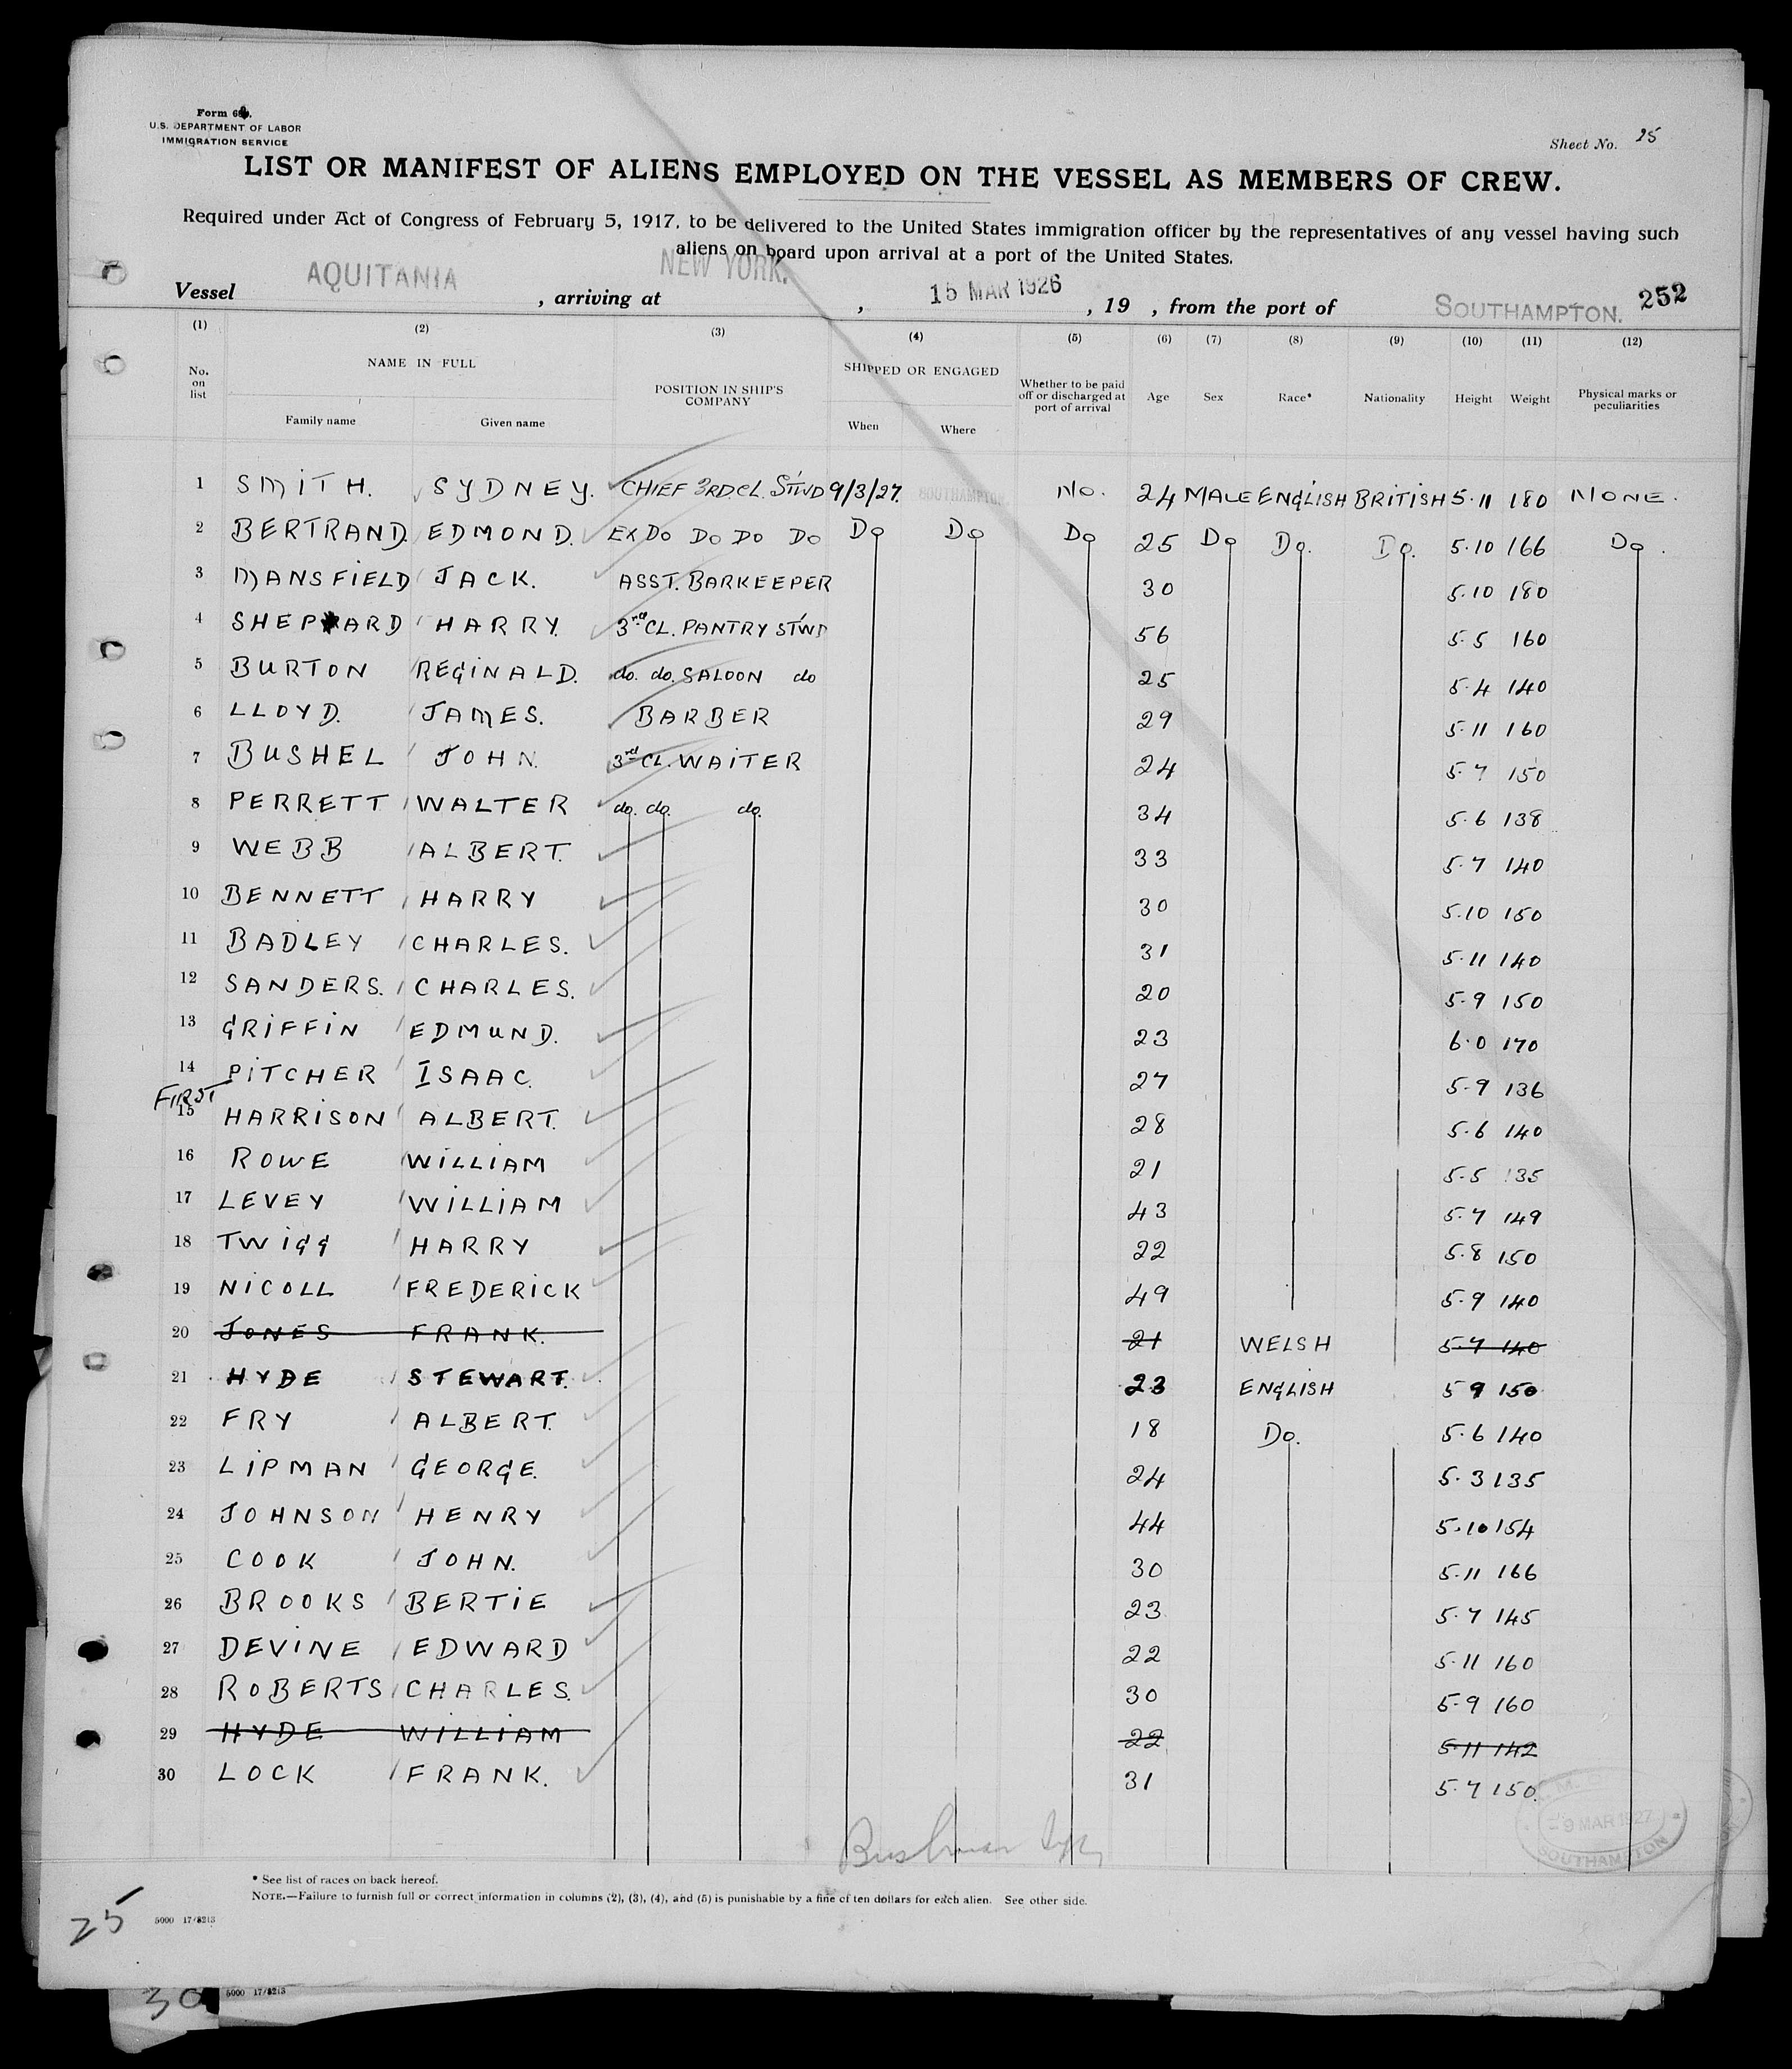 Form 689.
U.S. DEPARTMENT OF LABOR
IMMIGRATION SERVICE
Sheet No. 25
LIST OR MANIFEST OF ALIENS EMPLOYED ON THE VESSEL AS MEMBERS OF CREW.
Required under Act of Congress of February 5, 1917, to be delivered to the United States immigration officer by the representatives of any vessel having such
aliens on board upon arrival at a port of the United States.
Vessel AQUITANIA, arriving at NEW YORK., 15 MAR 1926, 19 , from the port of SOUTHAMPTON. 252
(1) (2) (3) (4) (5) (6) (7) (8) (9) (10) (11) (12)
No. on list NAME IN FULL Family name Given name POSITION IN SHIP'S COMPANY SHIPPED OR ENGAGED When Where Whether to be paid off or discharged at port of arrival Age Sex Race* Nationality Height Weight Physical marks or peculiarities
1 SMITH. SYDNEY. CHIEF 3RD.CL. STWD 9/3/27. SOUTHAMPTON. NO. 24 MALE ENGLISH BRITISH 5.11 180 NONE.
2 BERTRAND. EDMOND. EX DO DO DO DO DO DO DO 25 DO DO. DO. 5.10 166 DO.
3 MANSFIELD JACK. ASST. BARKEEPER 30 5.10 180
4 SHEPPARD HARRY. 3rd CL. PANTRY STWD 56 5.5 160
5 BURTON REGINALD. do. do. SALOON do 25 5.4 140
6 LLOYD. JAMES. BARBER 29 5.11 160
7 BUSHEL JOHN. 3rd CL. WAITER 24 5.7 150
8 PERRETT WALTER do. do. do. 34 5.6 138
9 WEBB ALBERT. 33 5.7 140
10 BENNETT HARRY 30 5.10 150
11 BADLEY CHARLES. 31 5.11 140
12 SANDERS. CHARLES. 20 5.9 150
13 GRIFFIN EDMUND. 23 6.0 170
14 PITCHER ISAAC. 27 5.9 136
FIRST
15 HARRISON ALBERT. 28 5.6 140
16 ROWE WILLIAM 21 5.5 135
17 LEVEY WILLIAM 43 5.7 149
18 TWIGG HARRY 22 5.8 150
19 NICOLL FREDERICK 49 5.9 140
20 JONES FRANK. 21 WELSH 5.7 140
21 HYDE STEWART. 23 ENGLISH 5 9 150
22 FRY ALBERT. 18 DO. 5.6 140
23 LIPMAN GEORGE. 24 5.3 135
24 JOHNSON HENRY 44 5.10 154
25 COOK JOHN. 30 5.11 166
26 BROOKS BERTIE 23 5.7 145
27 DEVINE EDWARD 22 5.11 160
28 ROBERTS CHARLES. 30 5.9 160
29 HYDE WILLIAM 22 5.11 142
30 LOCK FRANK. 31 5.7 150.
9 MAR 1927
SOUTHAMPTON
* See list of races on back hereof.
NOTE.—Failure to furnish full or correct information in columns (2), (3), (4), and (5) is punishable by a fine of ten dollars for each alien. See other side.
25
5000 17/8213
30
5000 17/8213